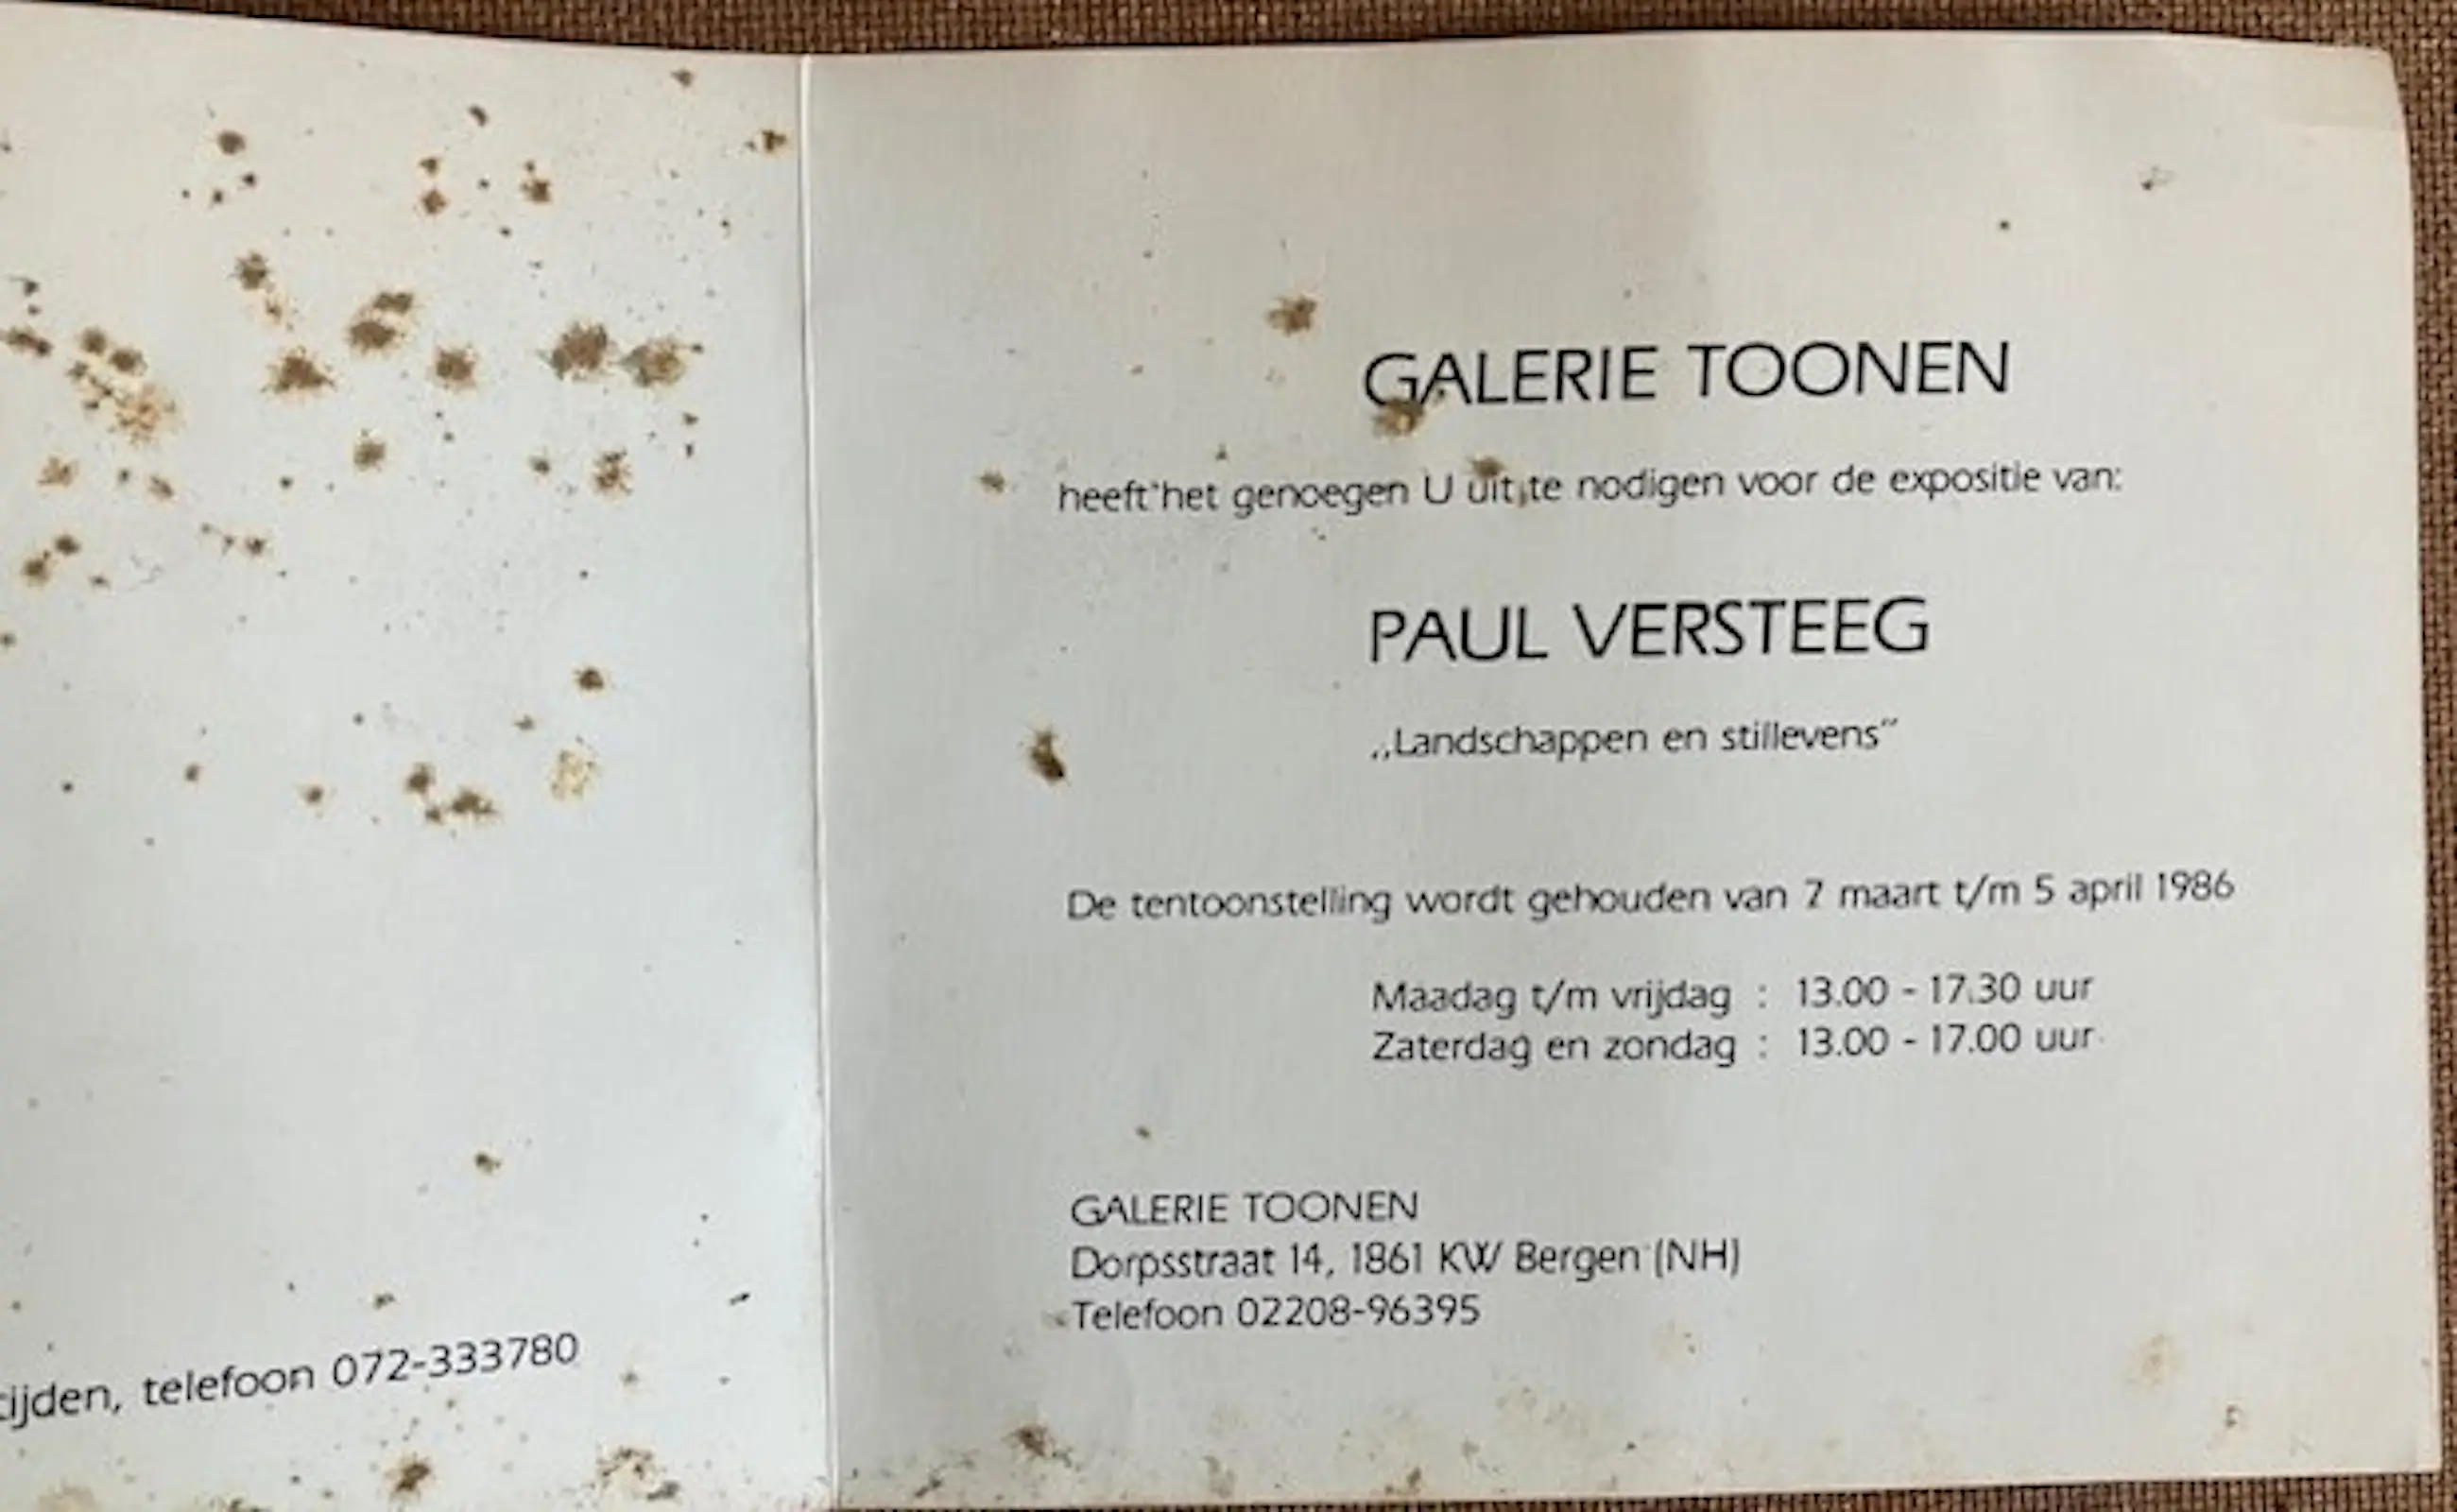 GALERIE TOONEN
heeft het genoegen U uit te nodigen voor de expositie van:
PAUL VERSTEEG
„Landschappen en stillevens”
De tentoonstelling wordt gehouden van 7 maart t/m 5 april 1986
Maadag t/m vrijdag : 13.00 - 17.30 uur
Zaterdag en zondag : 13.00 - 17.00 uur
GALERIE TOONEN
Dorpsstraat 14, 1861 KW Bergen (NH)
Telefoon 02208-96395
tijden, telefoon 072-333780